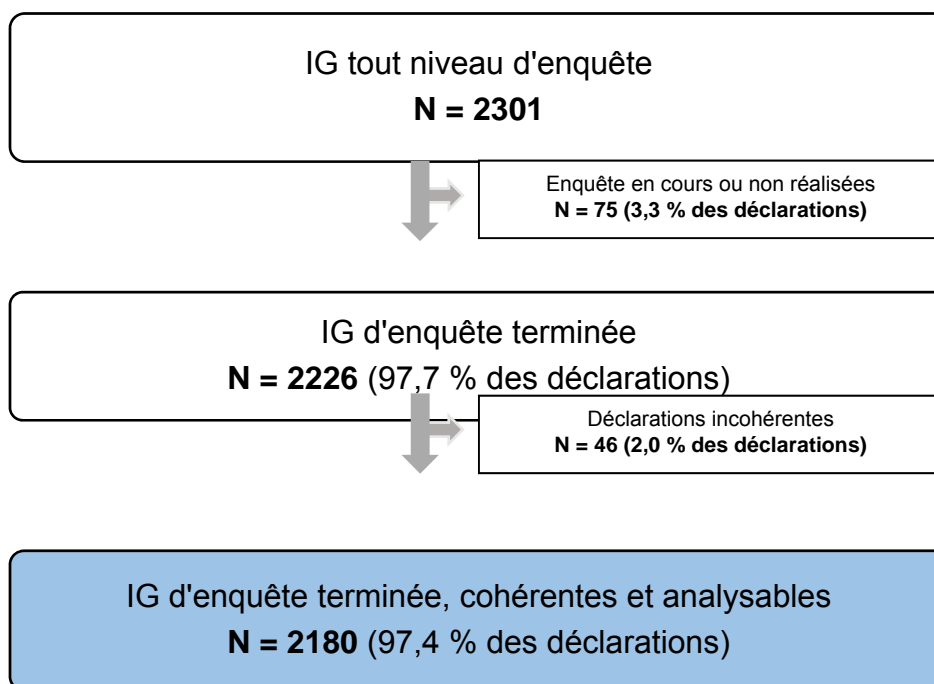 IG tout niveau d'enquête
N = 2301
Enquête en cours ou non réalisées
N = 75 (3,3 % des déclarations)
IG d'enquête terminée
N = 2226 (97,7 % des déclarations)
Déclarations incohérentes
N = 46 (2,0 % des déclarations)
IG d'enquête terminée, cohérentes et analysables
N = 2180 (97,4 % des déclarations)